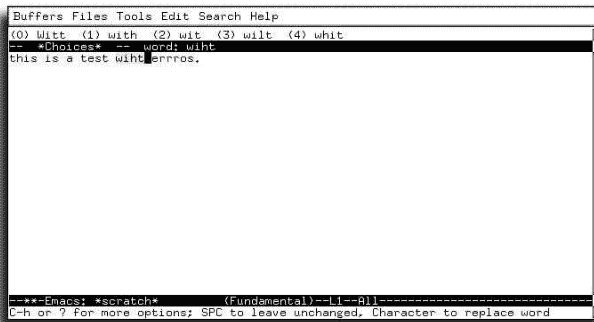 Buffers Files Tools Edit Search Help
(0) Witt (1) with (2) wit (3) wilt (4) whit
-- *Choices* -- word: wiht
this is a test wiht errros.
--**-Emacs: *scratch* (Fundamental)--L1--All------------------------------
C-h or ? for more options; SPC to leave unchanged, Character to replace word